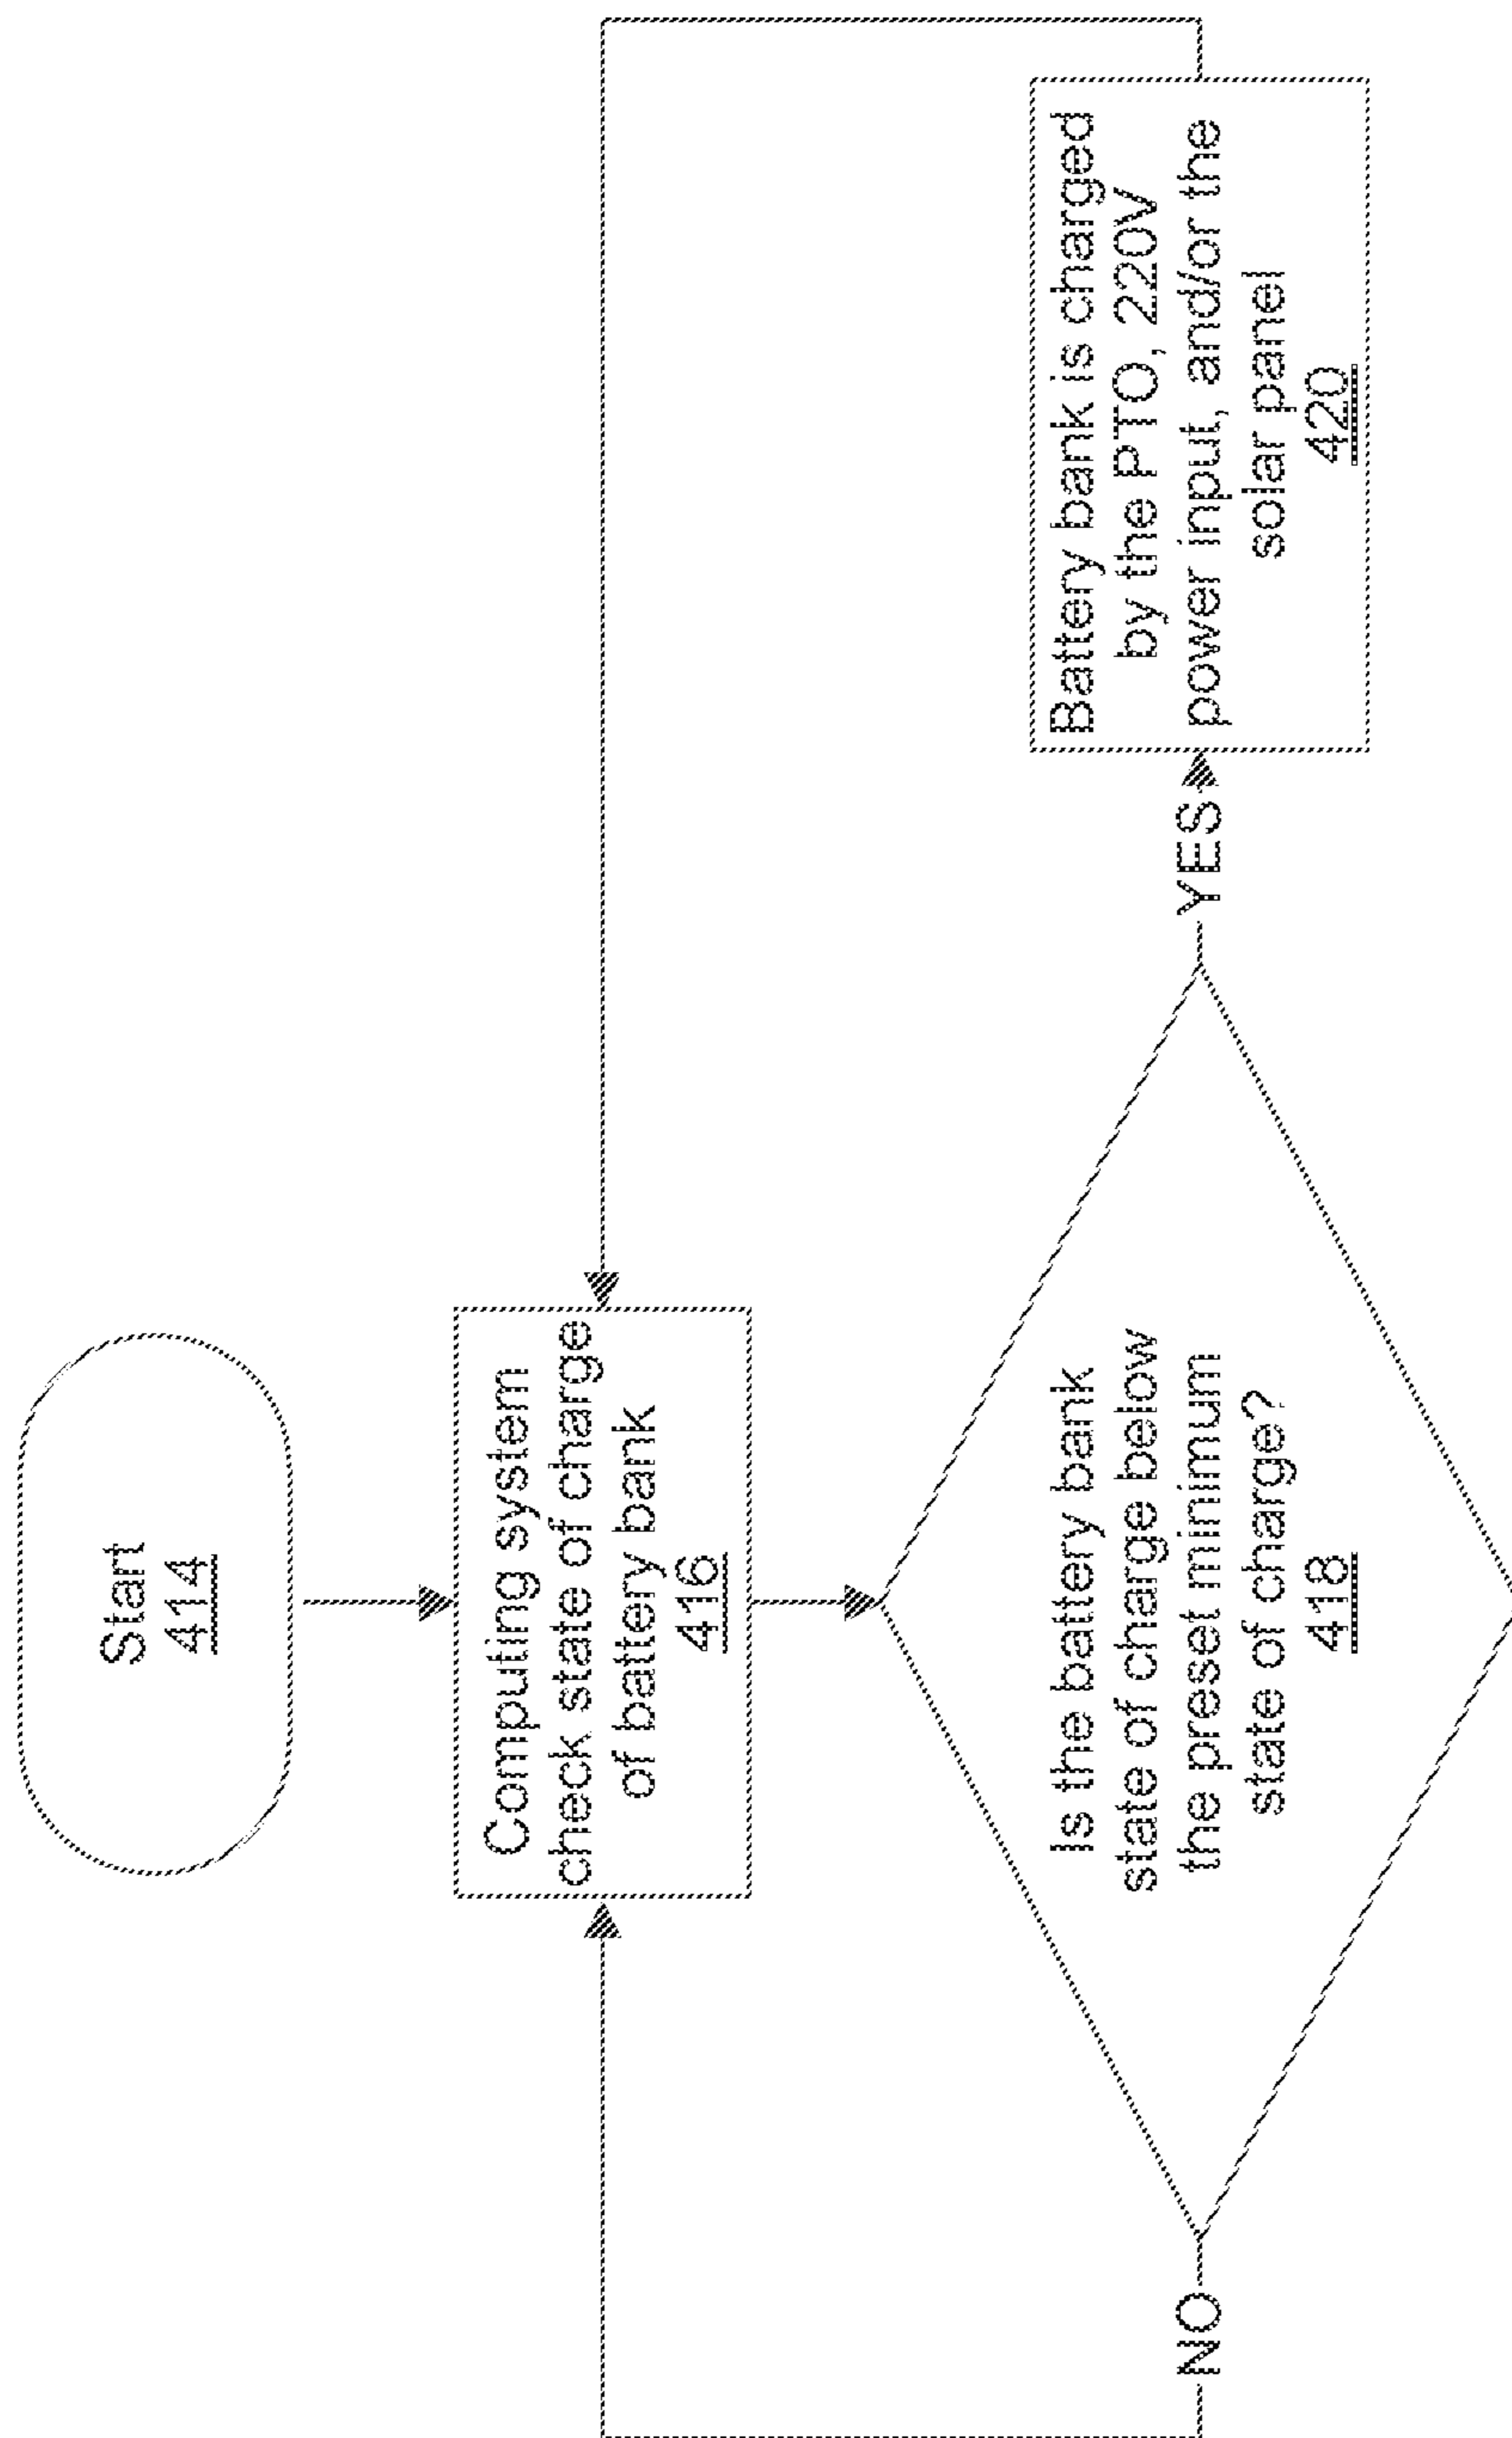 Start
414
Computing system
check state of charge
of battery bank
416
Is the battery bank
state of charge below
the preset minimum
state of charge?
418
NO
YES
Battery bank is charged
by the PTO, 220V
power input, and/or the
solar panel
420